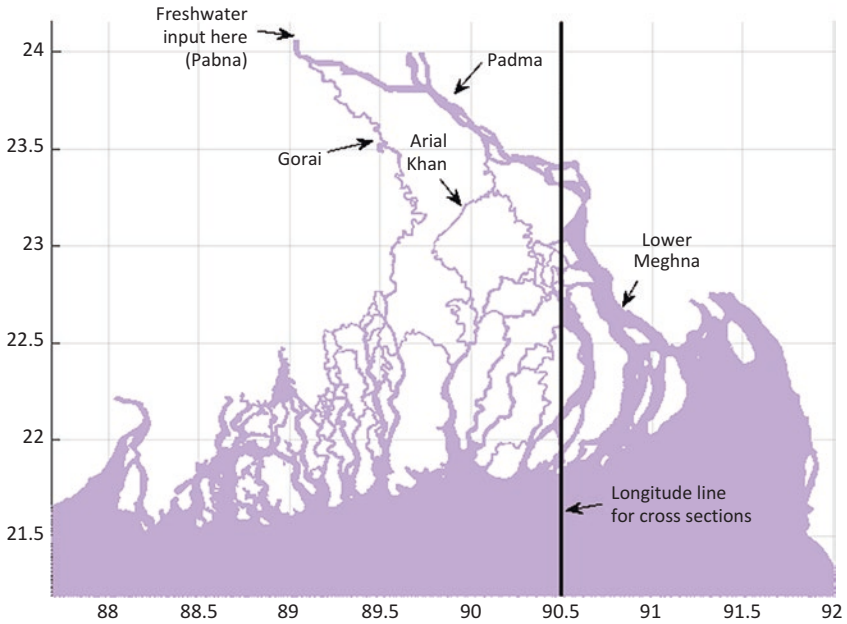 Freshwater
input here
(Pabna)
Padma
Gorai
Arial
Khan
Lower
Meghna
Longitude line
for cross sections
24
23.5
23
22.5
22
21.5
88
88.5
89
89.5
90
90.5
91
91.5
92